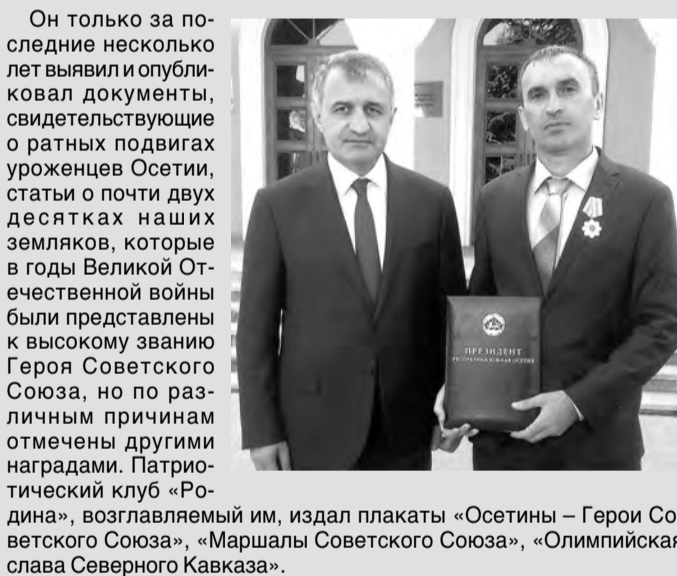 Он только за по-
следние несколько
лет выявил и опубли-
ковал документы,
свидетельствующие
о ратных подвигах
уроженцев Осетии,
статьи о почти двух
десятках наших
земляков, которые
в годы Великой От-
ечественной войны
были представлены
к высокому званию
Героя Советского
Союза, но по раз-
личным причинам
отмечены другими
наградами. Патрио-
тический клуб «Ро-
дина», возглавляемый им, издал плакаты «Осетины – Герои Со
ветского Союза», «Маршалы Советского Союза», «Олимпийская
слава Северного Кавказа».
ПРЕЗИДЕНТ
РЕСПУБЛИКИ ЮЖНАЯ ОСЕТИЯ